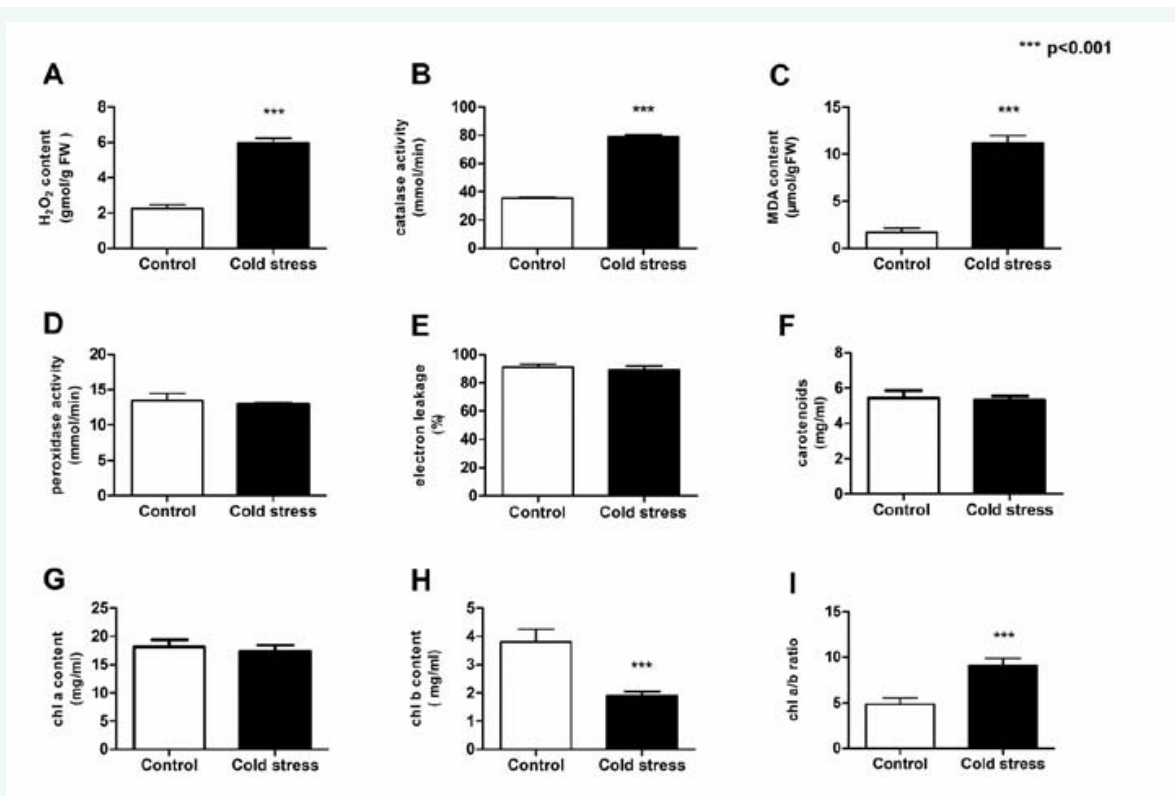 *** p<0.001
A
H₂O₂ content
(gmol/g FW )
8
6
4
2
0
***
Control Cold stress
B
catalase activity
(mmol/min)
100
80
60
40
20
0
***
Control Cold stress
C
MDA content
(µmol/gFW)
15
10
5
0
***
Control Cold stress
D
peroxidase activity
(mmol/min)
20
15
10
5
0
Control Cold stress
E
electron leakage
(%)
100
80
60
40
20
0
Control Cold stress
F
carotenoids
(mg/ml)
8
6
4
2
0
Control Cold stress
G
chl a content
(mg/ml)
25
20
15
10
5
0
Control Cold stress
H
chl b content
( mg/ml)
5
4
3
2
1
0
***
Control Cold stress
I
chl a/b ratio
15
10
5
0
***
Control Cold stress